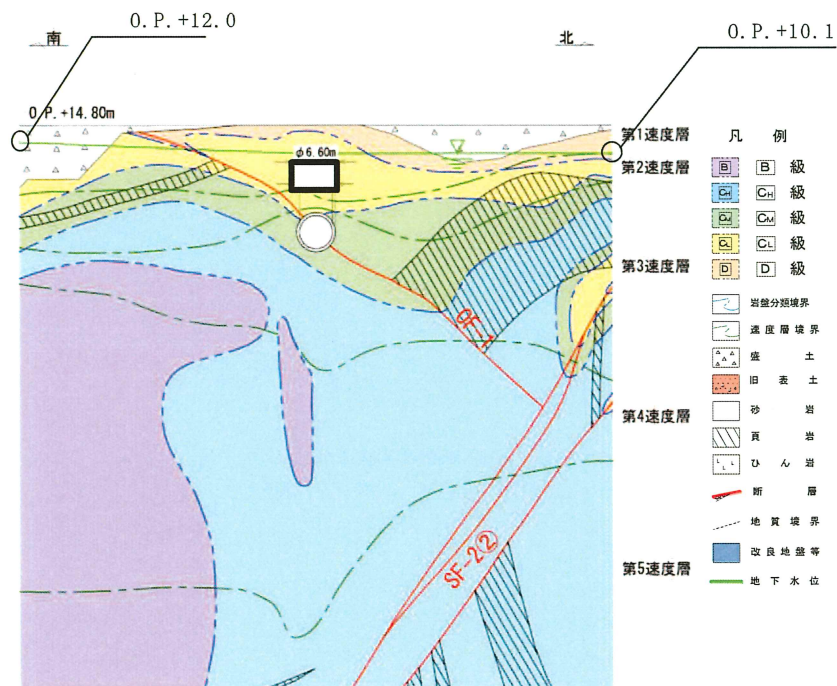 O.P.+12.0
南
北
O.P.+10.1
O.P.+14.80m
φ6.60m
第1速度層
第2速度層
第3速度層
第4速度層
第5速度層
SF-2②
凡 例
B B 級
CH CH 級
CM CM 級
CL CL 級
D D 級
岩盤分類境界
速度層境界
盛 土
旧 表 土
砂 岩
頁 岩
ひ ん 岩
断 層
地 質 境 界
改 良 地 盤 等
地 下 水 位